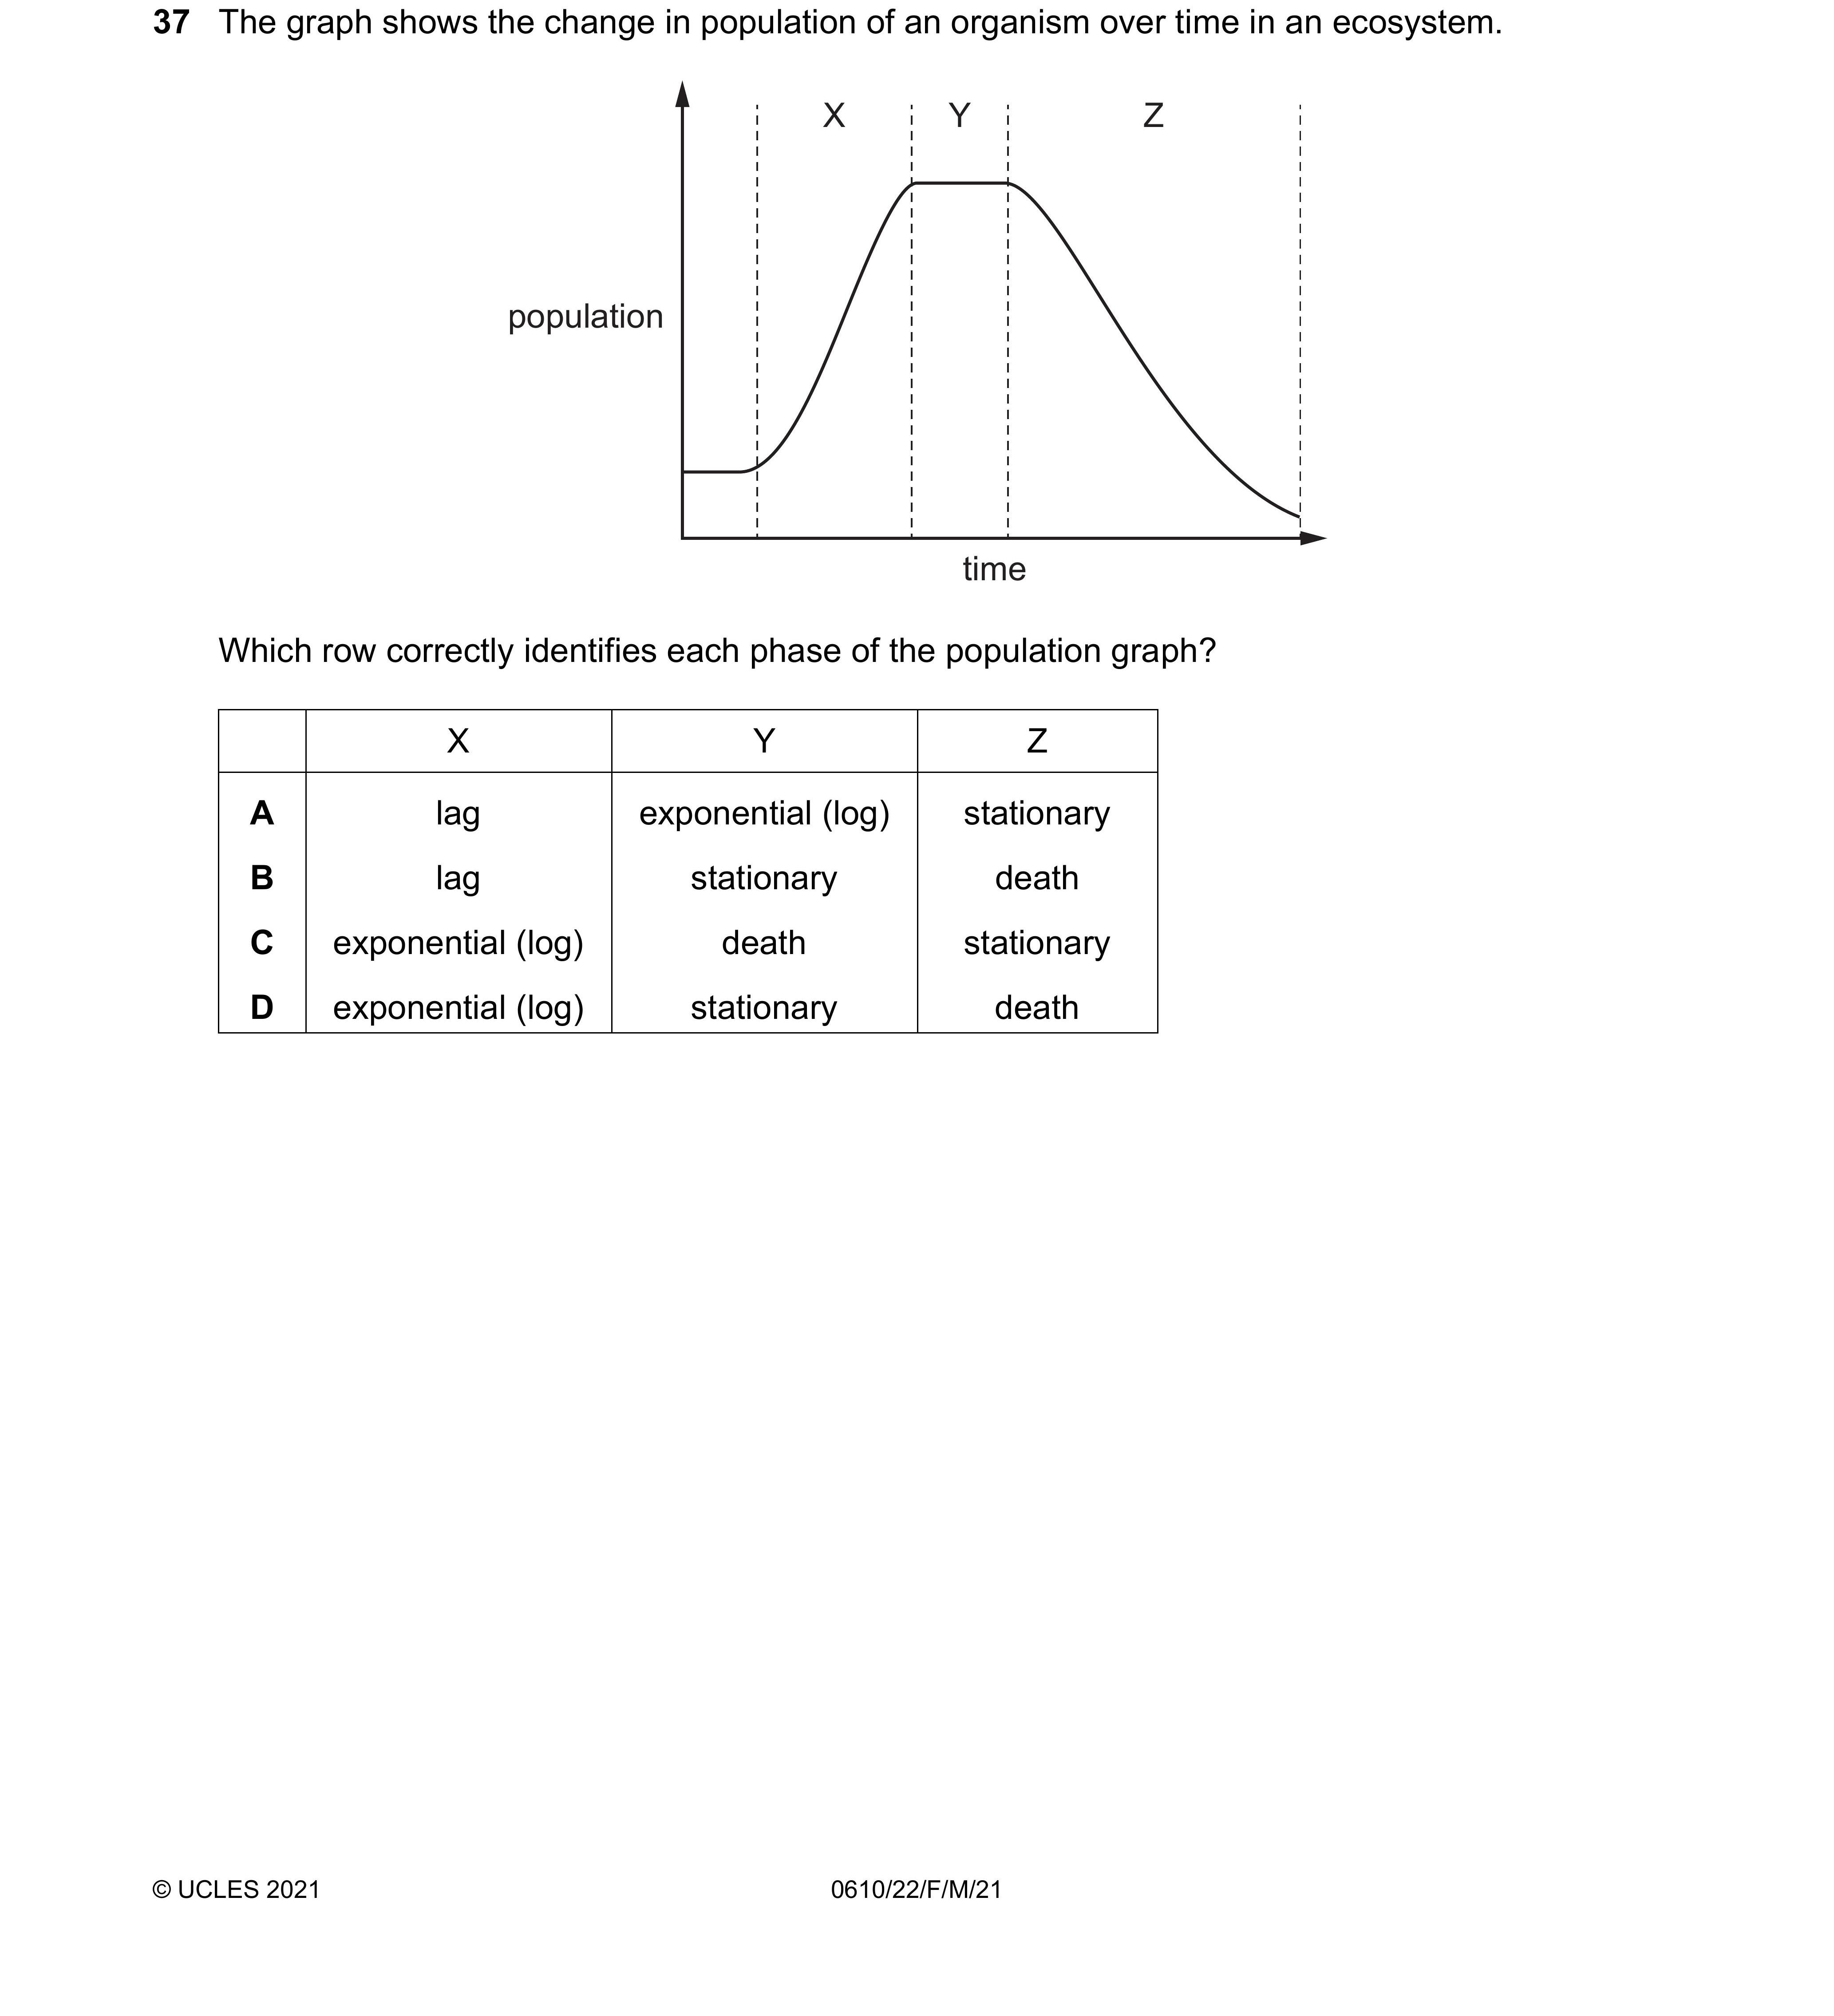 37 The graph shows the change in population of an organism over time in an ecosystem.
X Y Z
population
time
Which row correctly identifies each phase of the population graph?
X Y Z
A lag exponential (log) stationary
B lag stationary death
C exponential (log) death stationary
D exponential (log) stationary death
© UCLES 2021 0610/22/F/M/21